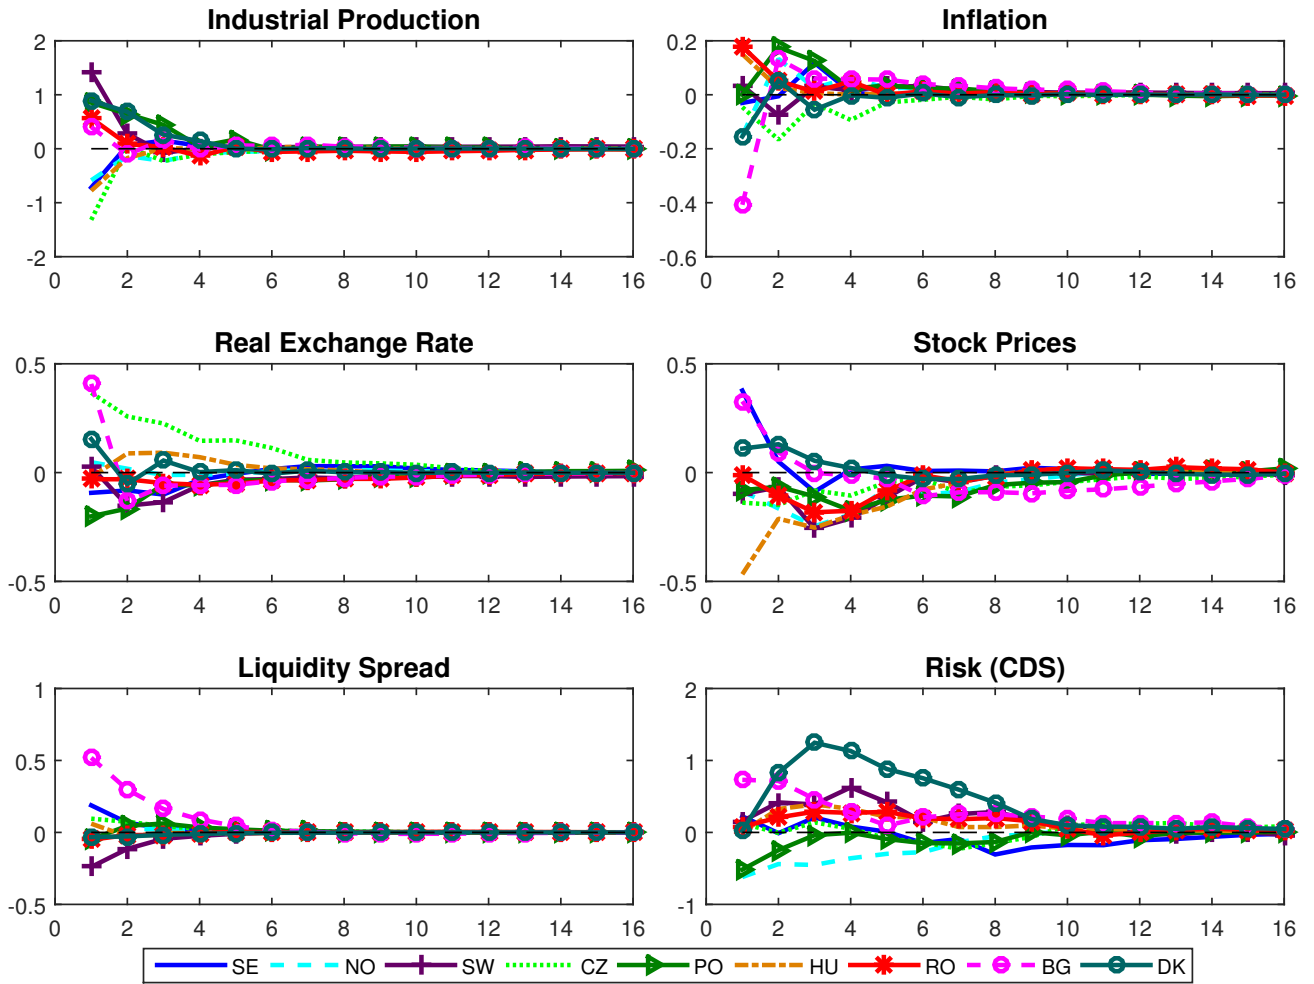 Industrial Production
2
1
0
-1
-2
0 2 4 6 8 10 12 14 16
Inflation
0.2
0
-0.2
-0.4
-0.6
0 2 4 6 8 10 12 14 16
Real Exchange Rate
0.5
0
-0.5
0 2 4 6 8 10 12 14 16
Stock Prices
0.5
0
-0.5
0 2 4 6 8 10 12 14 16
Liquidity Spread
1
0.5
0
-0.5
0 2 4 6 8 10 12 14 16
Risk (CDS)
2
1
0
-1
0 2 4 6 8 10 12 14 16
SE NO SW CZ PO HU RO BG DK